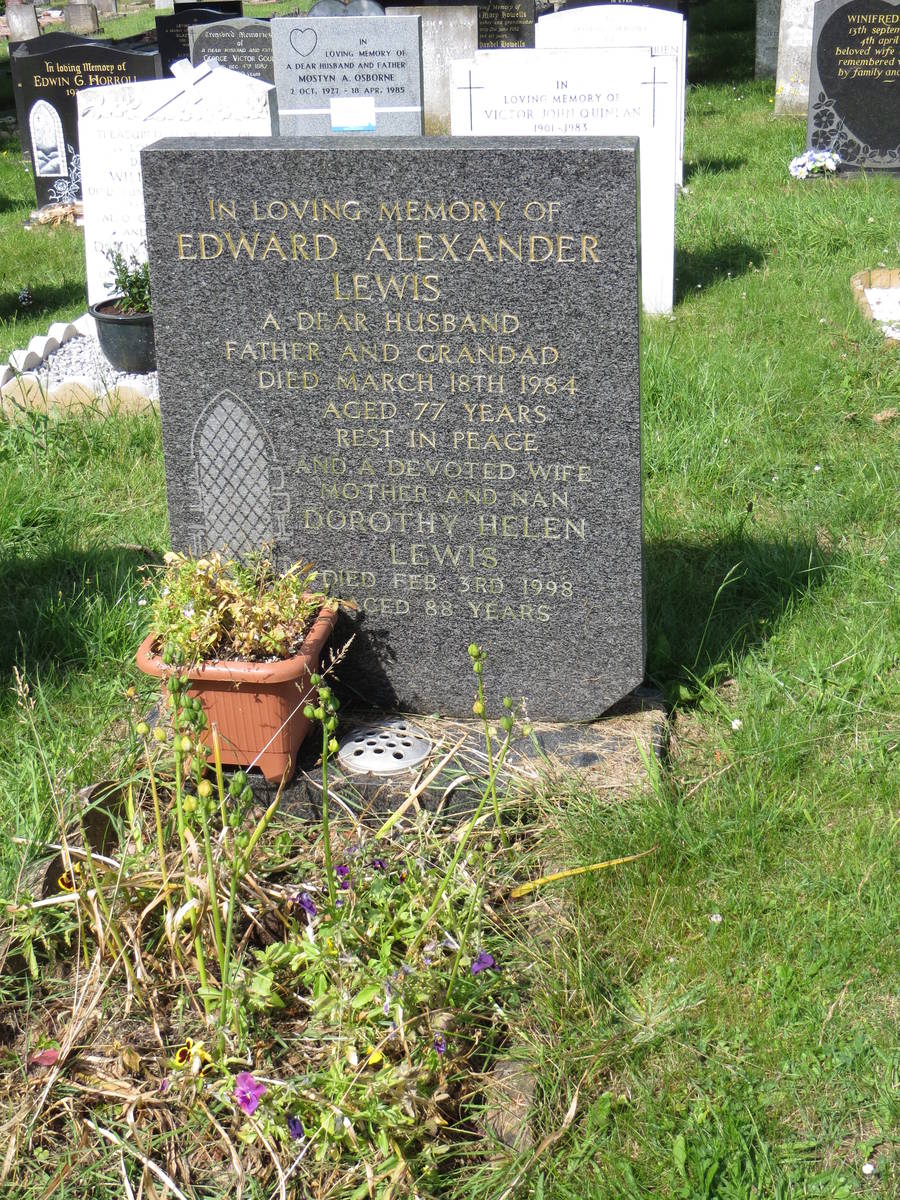 IN LOVING MEMORY OF
EDWARD ALEXANDER
LEWIS
A DEAR HUSBAND
FATHER AND GRANDAD
DIED MARCH 18TH 1984
AGED 77 YEARS
REST IN PEACE
AND A DEVOTED WIFE
MOTHER AND NAN
DOROTHY HELEN
LEWIS
DIED FEB 3RD 1998
AGED 88 YEARS
In Loving Memory of
EDWIN G. HORROLL
IN
LOVING MEMORY OF
A DEAR HUSBAND AND FATHER
MOSTYN A. OSBORNE
2 OCT. 1927 - 18 APR. 1985
IN
LOVING MEMORY OF
VICTOR JOHN QUINLAN
1901-1983
WINIFRED
4th april
beloved wife
remembered
by family and